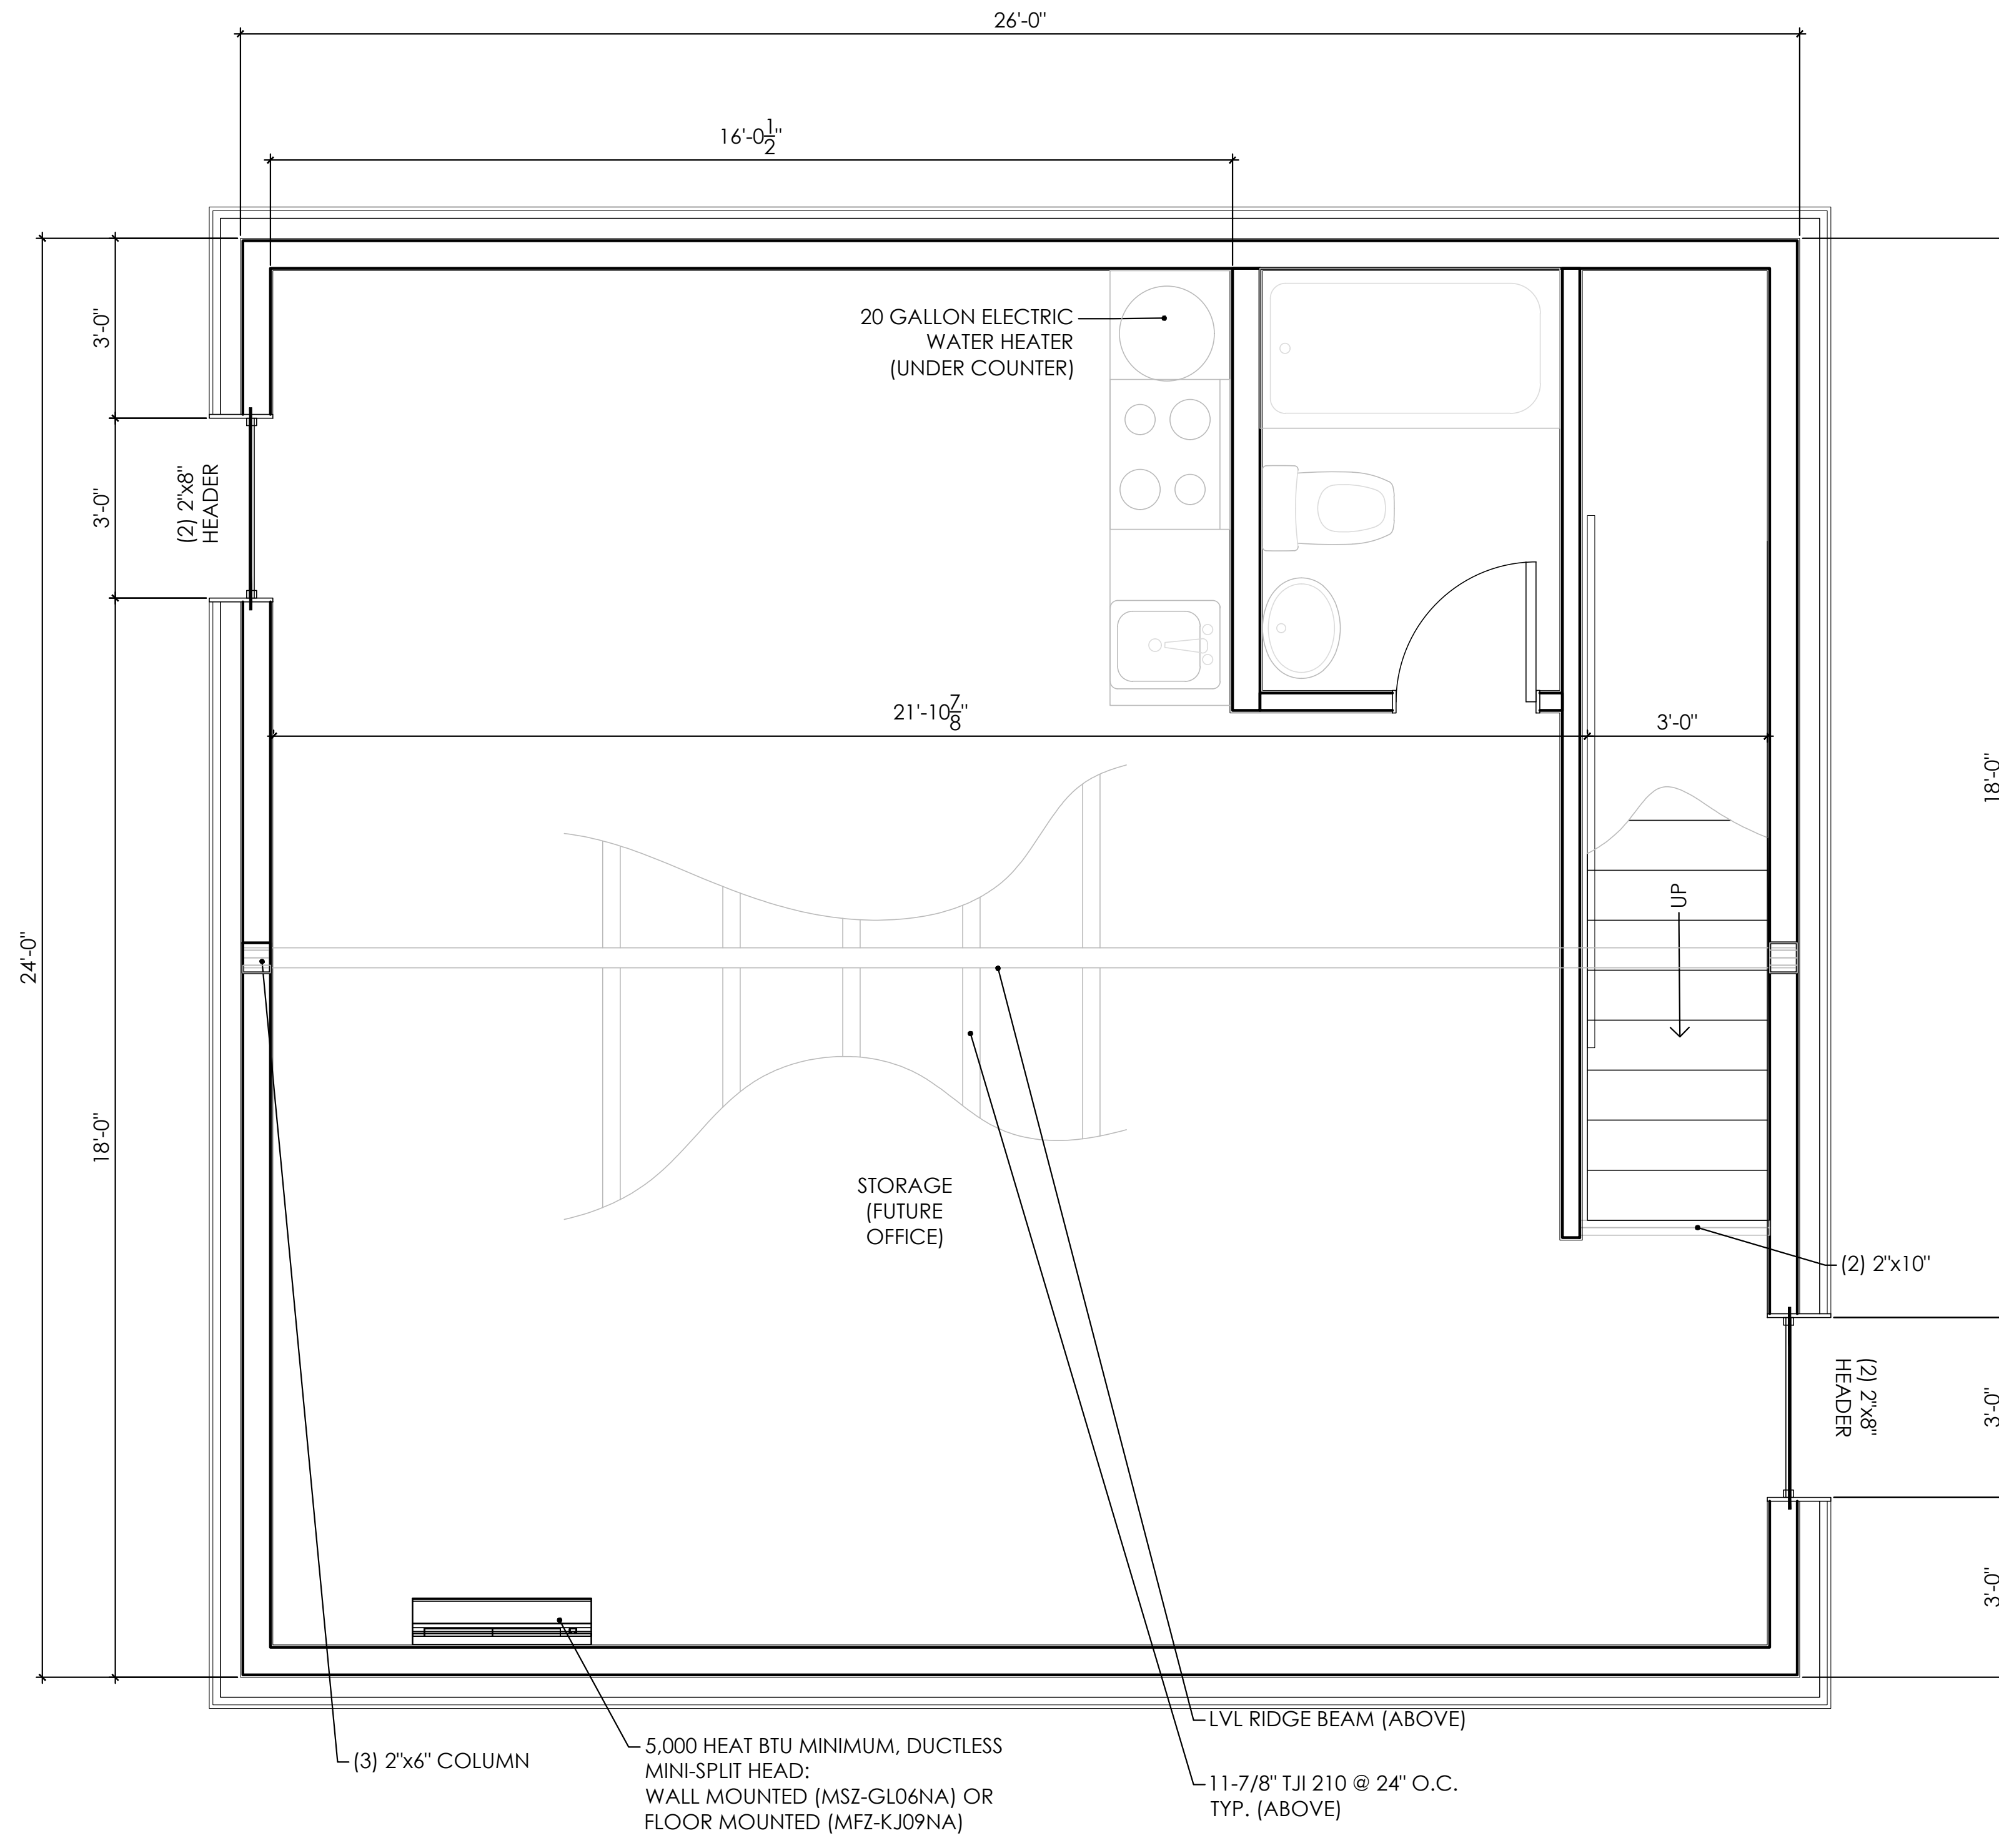 26'-0"
16'-0 1/2"
20 GALLON ELECTRIC
WATER HEATER
(UNDER COUNTER)
3'-0"
3'-0"
(2) 2"x8"
HEADER
21'-10 7/8"
3'-0"
18'-0"
UP
24'-0"
18'-0"
STORAGE
(FUTURE
OFFICE)
(2) 2"x10"
(2) 2"x8"
HEADER
3'-0"
3'-0"
LVL RIDGE BEAM (ABOVE)
(3) 2"x6" COLUMN
5,000 HEAT BTU MINIMUM, DUCTLESS
MINI-SPLIT HEAD:
WALL MOUNTED (MSZ-GL06NA) OR
FLOOR MOUNTED (MFZ-KJ09NA)
11-7/8" TJI 210 @ 24" O.C.
TYP. (ABOVE)